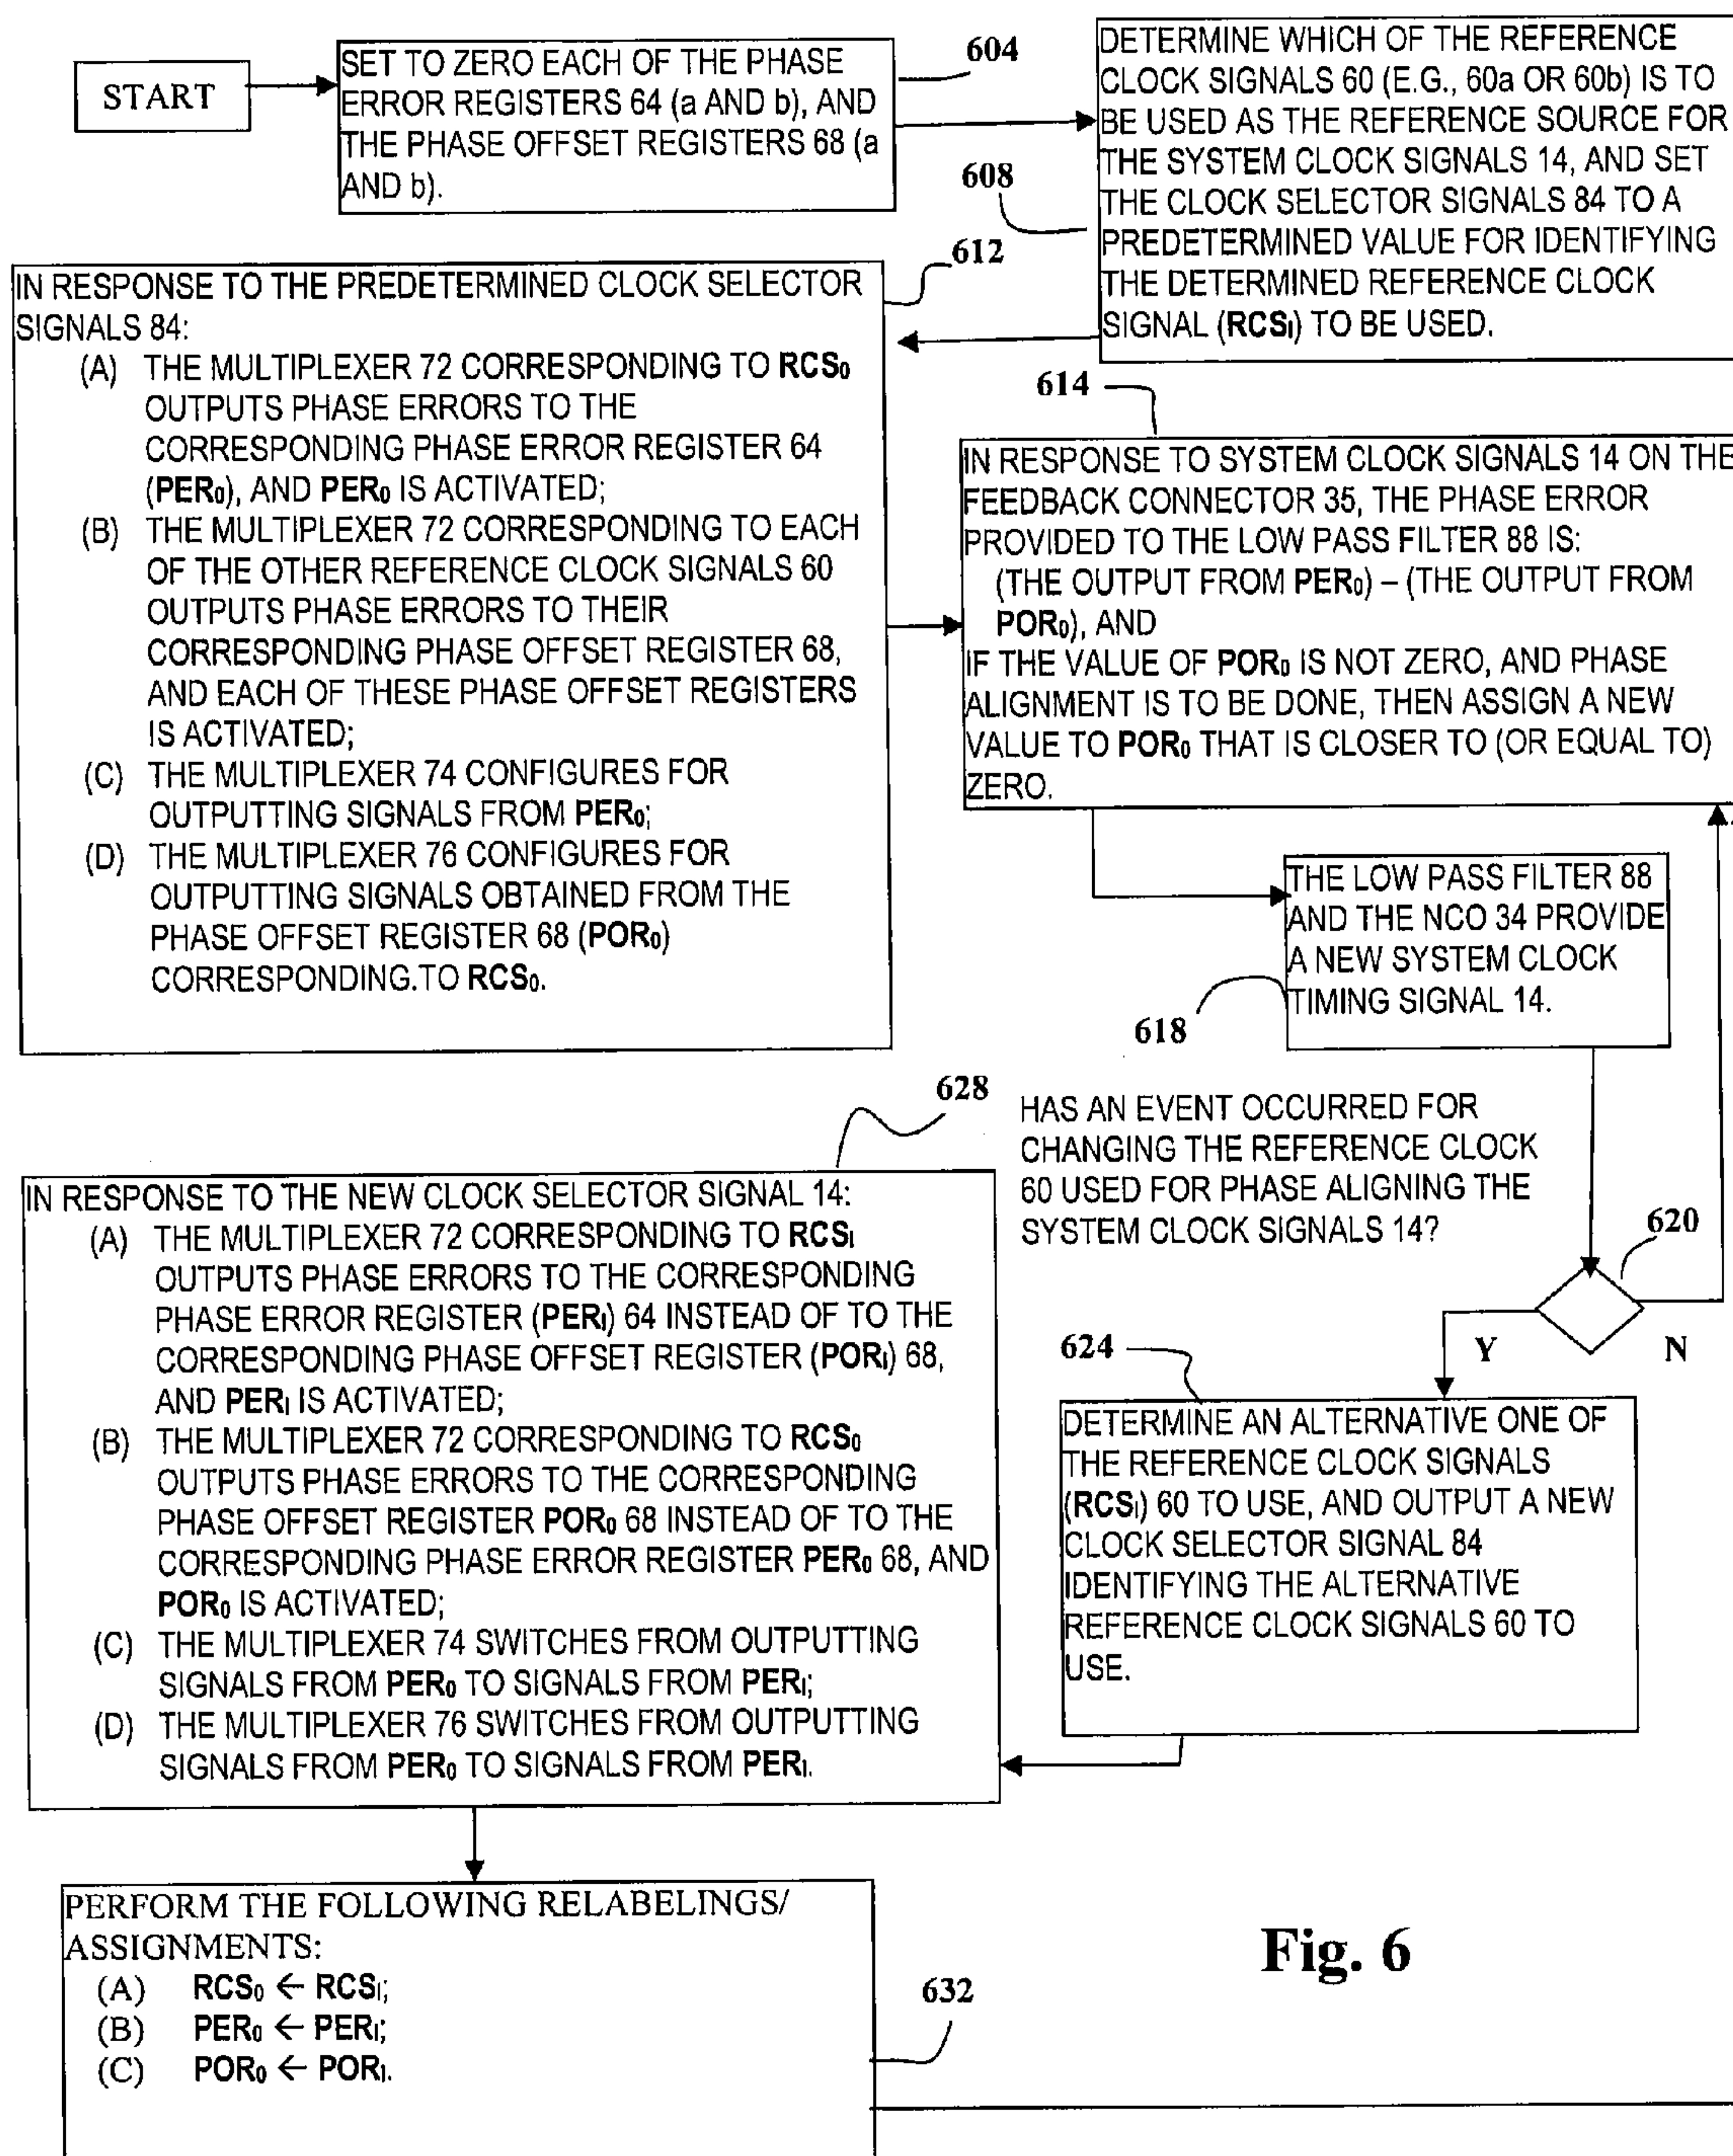 START
SET TO ZERO EACH OF THE PHASE
ERROR REGISTERS 64 (a AND b), AND
THE PHASE OFFSET REGISTERS 68 (a
AND b).
604
DETERMINE WHICH OF THE REFERENCE
CLOCK SIGNALS 60 (E.G., 60a OR 60b) IS TO
BE USED AS THE REFERENCE SOURCE FOR
THE SYSTEM CLOCK SIGNALS 14, AND SET
THE CLOCK SELECTOR SIGNALS 84 TO A
PREDETERMINED VALUE FOR IDENTIFYING
THE DETERMINED REFERENCE CLOCK
SIGNAL (RCSI) TO BE USED.
608
612
IN RESPONSE TO THE PREDETERMINED CLOCK SELECTOR
SIGNALS 84:
(A) THE MULTIPLEXER 72 CORRESPONDING TO RCS0
OUTPUTS PHASE ERRORS TO THE
CORRESPONDING PHASE ERROR REGISTER 64
(PER0), AND PER0 IS ACTIVATED;
(B) THE MULTIPLEXER 72 CORRESPONDING TO EACH
OF THE OTHER REFERENCE CLOCK SIGNALS 60
OUTPUTS PHASE ERRORS TO THEIR
CORRESPONDING PHASE OFFSET REGISTER 68,
AND EACH OF THESE PHASE OFFSET REGISTERS
IS ACTIVATED;
(C) THE MULTIPLEXER 74 CONFIGURES FOR
OUTPUTTING SIGNALS FROM PER0;
(D) THE MULTIPLEXER 76 CONFIGURES FOR
OUTPUTTING SIGNALS OBTAINED FROM THE
PHASE OFFSET REGISTER 68 (POR0)
CORRESPONDING.TO RCS0.
614
IN RESPONSE TO SYSTEM CLOCK SIGNALS 14 ON THE
FEEDBACK CONNECTOR 35, THE PHASE ERROR
PROVIDED TO THE LOW PASS FILTER 88 IS:
(THE OUTPUT FROM PER0) – (THE OUTPUT FROM
POR0), AND
IF THE VALUE OF POR0 IS NOT ZERO, AND PHASE
ALIGNMENT IS TO BE DONE, THEN ASSIGN A NEW
VALUE TO POR0 THAT IS CLOSER TO (OR EQUAL TO)
ZERO.
THE LOW PASS FILTER 88
AND THE NCO 34 PROVIDE
A NEW SYSTEM CLOCK
TIMING SIGNAL 14.
618
HAS AN EVENT OCCURRED FOR
CHANGING THE REFERENCE CLOCK
60 USED FOR PHASE ALIGNING THE
SYSTEM CLOCK SIGNALS 14?
620
Y
N
624
DETERMINE AN ALTERNATIVE ONE OF
THE REFERENCE CLOCK SIGNALS
(RCSI) 60 TO USE, AND OUTPUT A NEW
CLOCK SELECTOR SIGNAL 84
IDENTIFYING THE ALTERNATIVE
REFERENCE CLOCK SIGNALS 60 TO
USE.
628
IN RESPONSE TO THE NEW CLOCK SELECTOR SIGNAL 14:
(A) THE MULTIPLEXER 72 CORRESPONDING TO RCSI
OUTPUTS PHASE ERRORS TO THE CORRESPONDING
PHASE ERROR REGISTER (PERI) 64 INSTEAD OF TO THE
CORRESPONDING PHASE OFFSET REGISTER (PORI) 68,
AND PERI IS ACTIVATED;
(B) THE MULTIPLEXER 72 CORRESPONDING TO RCS0
OUTPUTS PHASE ERRORS TO THE CORRESPONDING
PHASE OFFSET REGISTER POR0 68 INSTEAD OF TO THE
CORRESPONDING PHASE ERROR REGISTER PER0 68, AND
POR0 IS ACTIVATED;
(C) THE MULTIPLEXER 74 SWITCHES FROM OUTPUTTING
SIGNALS FROM PER0 TO SIGNALS FROM PERI;
(D) THE MULTIPLEXER 76 SWITCHES FROM OUTPUTTING
SIGNALS FROM PER0 TO SIGNALS FROM PERI.
PERFORM THE FOLLOWING RELABELINGS/
ASSIGNMENTS:
(A) RCS0 ← RCSI;
(B) PER0 ← PERI;
(C) POR0 ← PORI.
632
Fig. 6